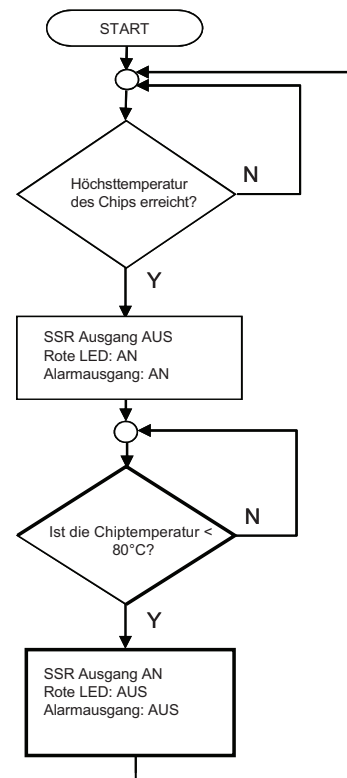 START
Höchsttemperatur
des Chips erreicht?
N
Y
SSR Ausgang AUS
Rote LED: AN
Alarmausgang: AN
Ist die Chiptemperatur <
80°C?
N
Y
SSR Ausgang AN
Rote LED: AUS
Alarmausgang: AUS